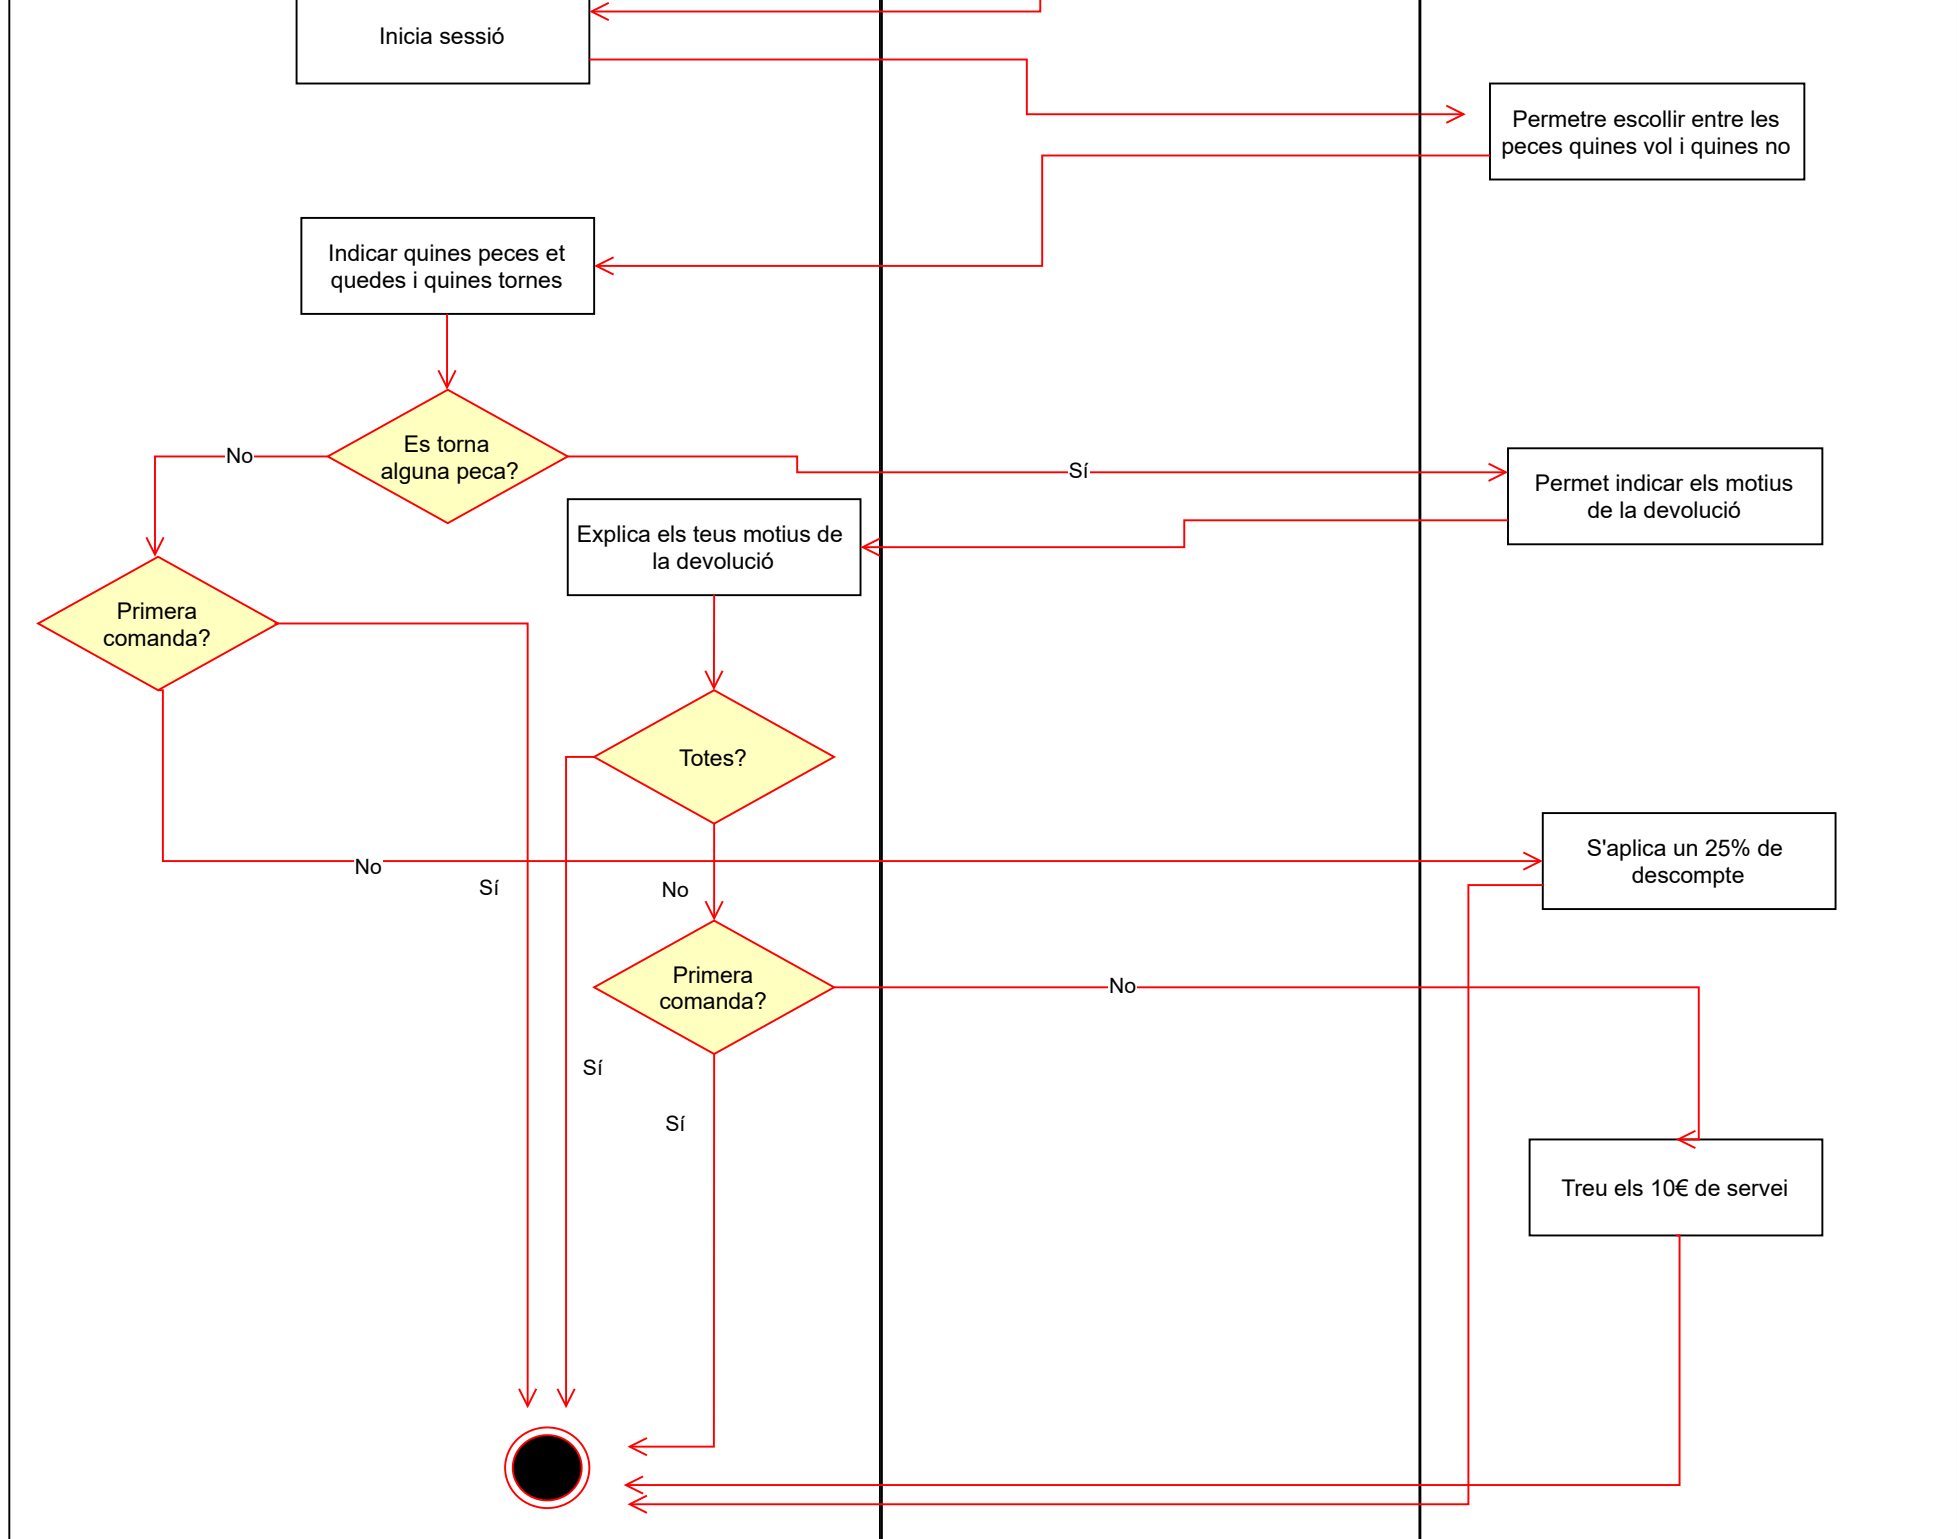 Inicia sessió
Permetre escollir entre les
peces quines vol i quines no
Indicar quines peces et
quedes i quines tornes
Es torna
alguna peca?
No
Sí
Permet indicar els motius
de la devolució
Explica els teus motius de
la devolució
Primera
comanda?
Totes?
S'aplica un 25% de
descompte
No
Sí
No
Primera
comanda?
No
Sí
Sí
Treu els 10€ de servei